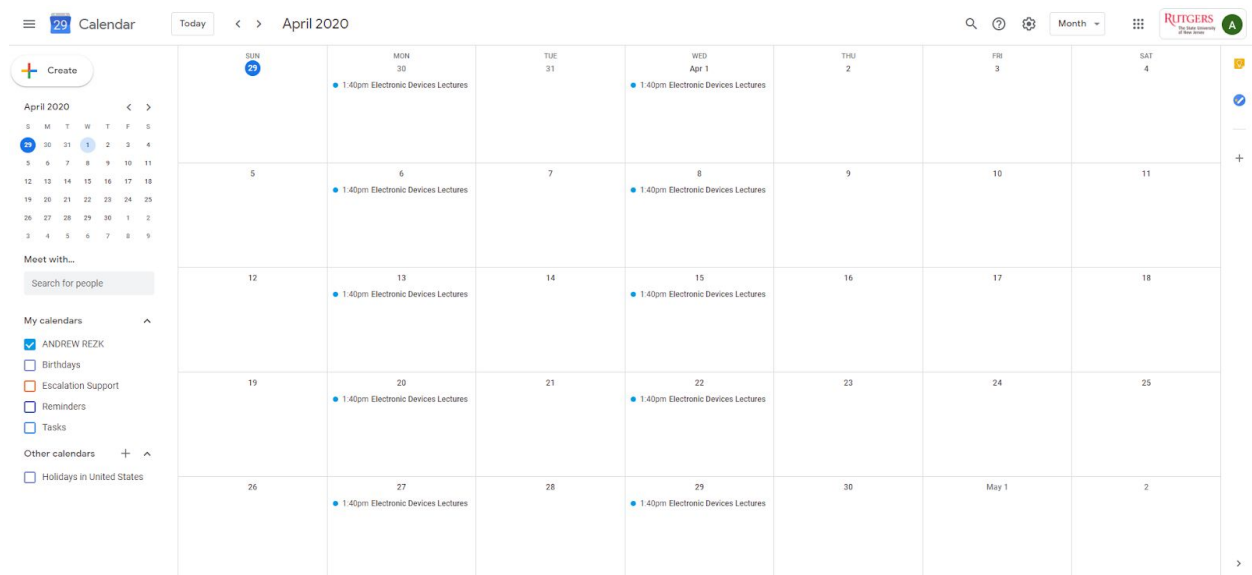 29 Calendar Today April 2020 Month RUTGERS A
The State University
of New Jersey
Create
April 2020
S M T W T F S
29 30 31 1 2 3 4
5 6 7 8 9 10 11
12 13 14 15 16 17 18
19 20 21 22 23 24 25
26 27 28 29 30 1 2
3 4 5 6 7 8 9
Meet with...
Search for people
My calendars
ANDREW REZK
Birthdays
Escalation Support
Reminders
Tasks
Other calendars
Holidays in United States
SUN MON TUE WED THU FRI SAT
29 30 31 Apr 1 2 3 4
1:40pm Electronic Devices Lectures 1:40pm Electronic Devices Lectures
5 6 7 8 9 10 11
1:40pm Electronic Devices Lectures 1:40pm Electronic Devices Lectures
12 13 14 15 16 17 18
1:40pm Electronic Devices Lectures 1:40pm Electronic Devices Lectures
19 20 21 22 23 24 25
1:40pm Electronic Devices Lectures 1:40pm Electronic Devices Lectures
26 27 28 29 30 May 1 2
1:40pm Electronic Devices Lectures 1:40pm Electronic Devices Lectures